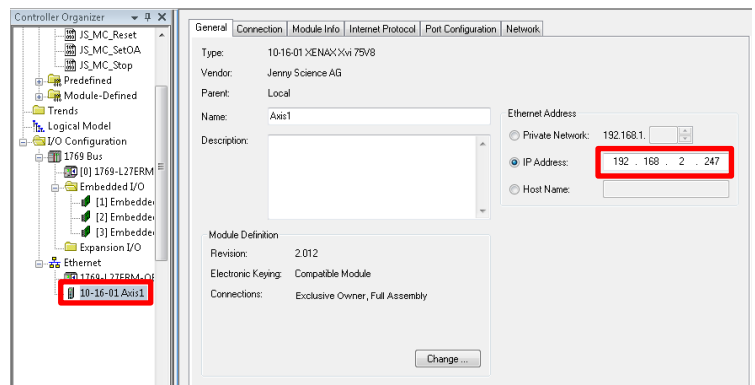 Controller Organizer
JS_MC_Reset
JS_MC_SetOA
JS_MC_Stop
Predefined
Module-Defined
Trends
Logical Model
I/O Configuration
1769 Bus
[0] 1769-L27ERM
Embedded I/O
[1] Embedde
[2] Embedde
[3] Embedde
Expansion I/O
Ethernet
1769-L27ERM-QB
10-16-01 Axis1
General Connection Module Info Internet Protocol Port Configuration Network
Type: 10-16-01 XENAX Xvi 75V8
Vendor: Jenny Science AG
Parent: Local
Name: Axis1
Description:
Ethernet Address
Private Network: 192.168.1.
IP Address: 192 . 168 . 2 . 247
Host Name:
Module Definition
Revision: 2.012
Electronic Keying: Compatible Module
Connections: Exclusive Owner, Full Assembly
Change ...